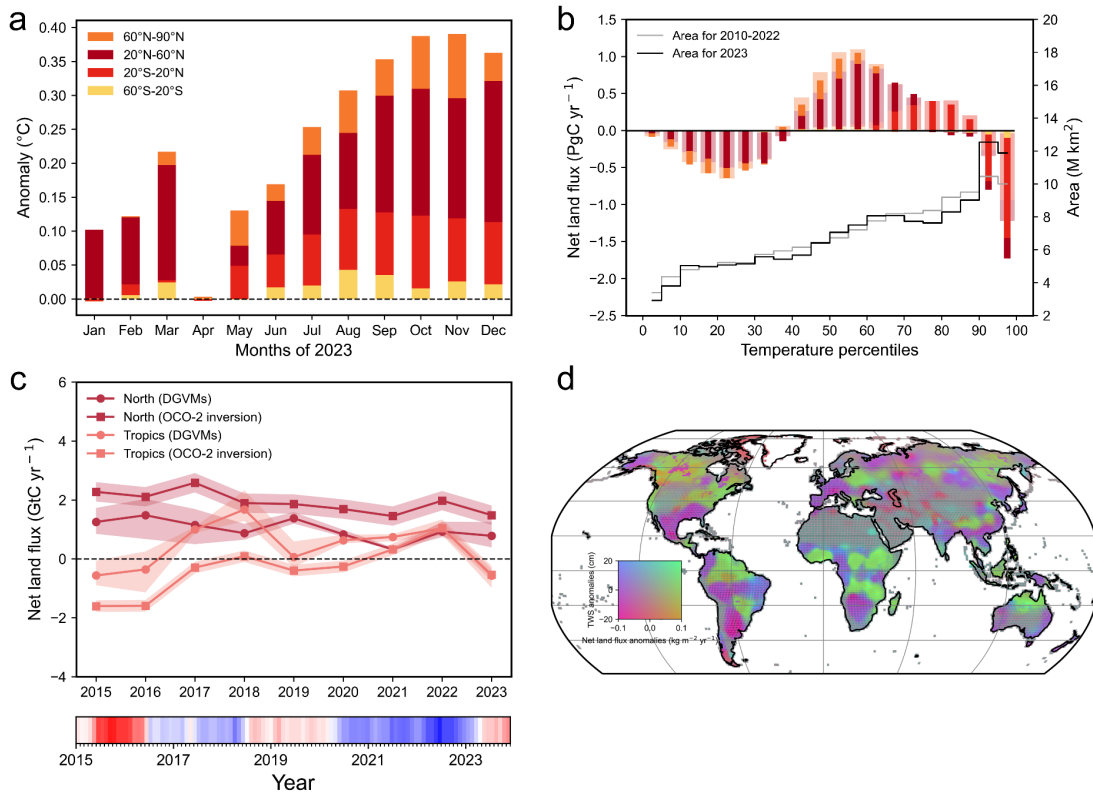 a
60°N-90°N
20°N-60°N
20°S-20°N
60°S-20°S
Anomaly (°C)
0.40
0.35
0.30
0.25
0.20
0.15
0.10
0.05
0.00
Jan Feb Mar Apr May Jun Jul Aug Sep Oct Nov Dec
Months of 2023
b
Area for 2010-2022
Area for 2023
Net land flux (PgC yr⁻¹)
1.5
1.0
0.5
0.0
−0.5
−1.0
−1.5
−2.0
−2.5
Area (M km²)
20
18
16
14
12
10
8
6
4
2
0 10 20 30 40 50 60 70 80 90 100
Temperature percentiles
c
North (DGVMs)
North (OCO-2 inversion)
Tropics (DGVMs)
Tropics (OCO-2 inversion)
Net land flux (GtC yr⁻¹)
6
4
2
0
−2
−4
2015 2016 2017 2018 2019 2020 2021 2022 2023
2015 2017 2019 2021 2023
Year
d
TWS anomalies (cm)
20
−20
−0.1 0.1
Net land flux anomalies (kg m⁻² yr⁻¹)